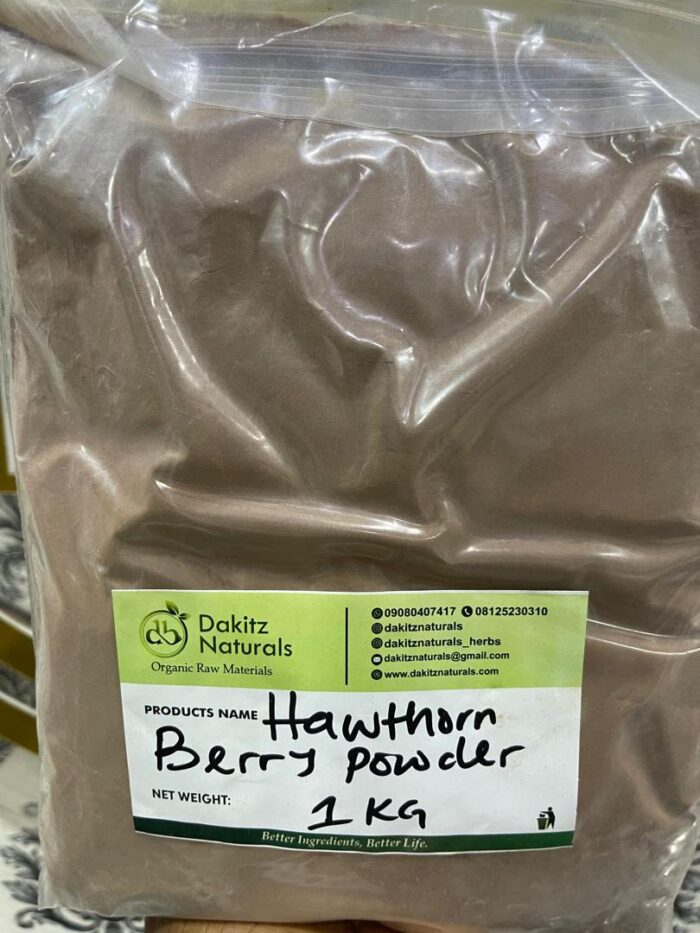 db
Dakitz
Naturals
Organic Raw Materials
09080407417 08125230310
dakitznaturals
dakitznaturals_herbs
dakitznaturals@gmail.com
www.dakitznaturals.com
PRODUCTS NAME Hawthorn
Berry powder
NET WEIGHT: 1 KG
Better Ingredients, Better Life.